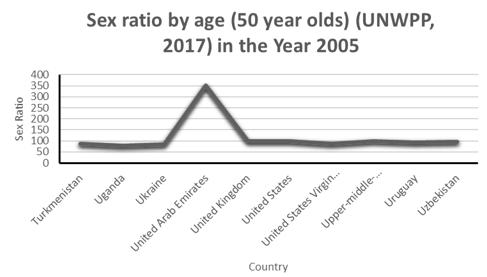 Sex ratio by age (50 year olds) (UNWPP,
2017) in the Year 2005
400
350
300
250
200
150
100
50
0
Sex Ratio
Turkmenistan
Uganda
Ukraine
United Arab Emirates
United Kingdom
United States
United States Virgin...
Upper-middle-...
Uruguay
Uzbekistan
Country